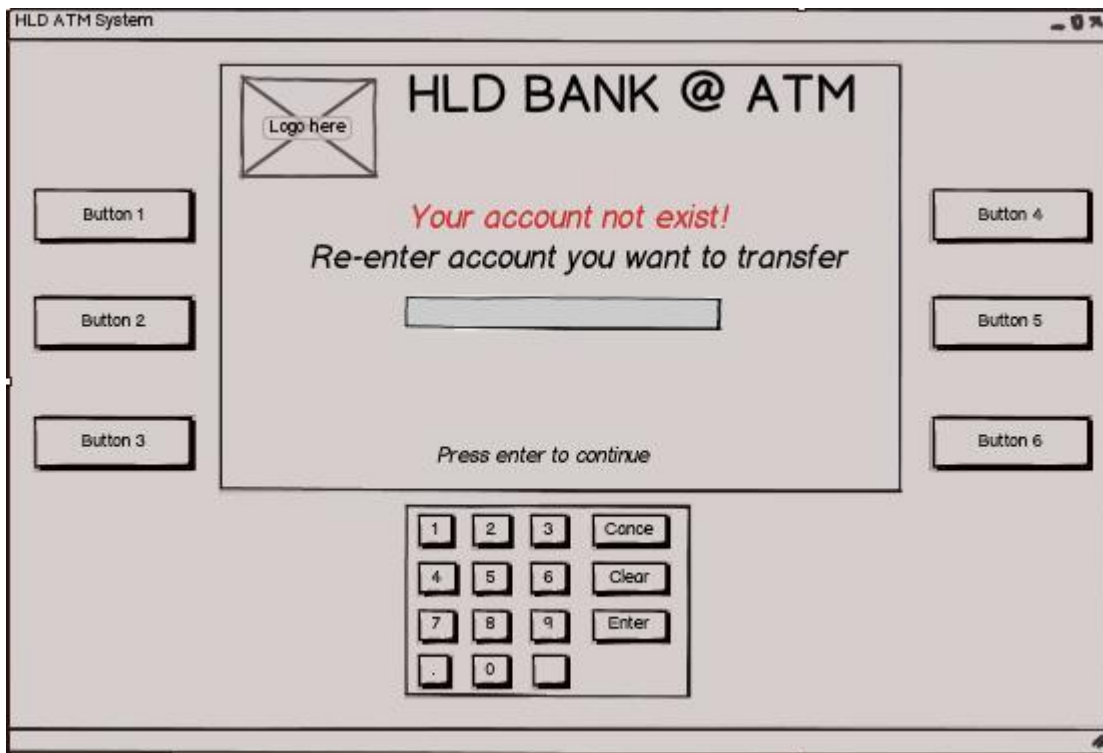 HLD ATM System
HLD BANK @ ATM
Logo here
Button 1
Button 4
Your account not exist!
Re-enter account you want to transfer
Button 2
Button 5
Button 3
Button 6
Press enter to continue
1 2 3 Cance
4 5 6 Clear
7 8 9 Enter
. 0